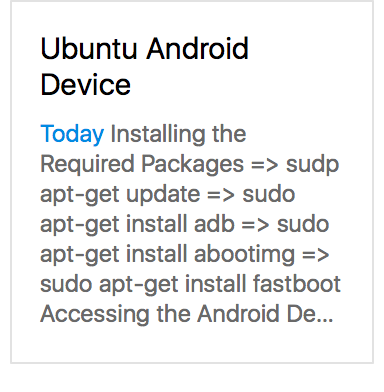 Ubuntu Android
Device
Today Installing the
Required Packages => sudp
apt-get update => sudo
apt-get install adb => sudo
apt-get install abootimg =>
sudo apt-get install fastboot
Accessing the Android De...